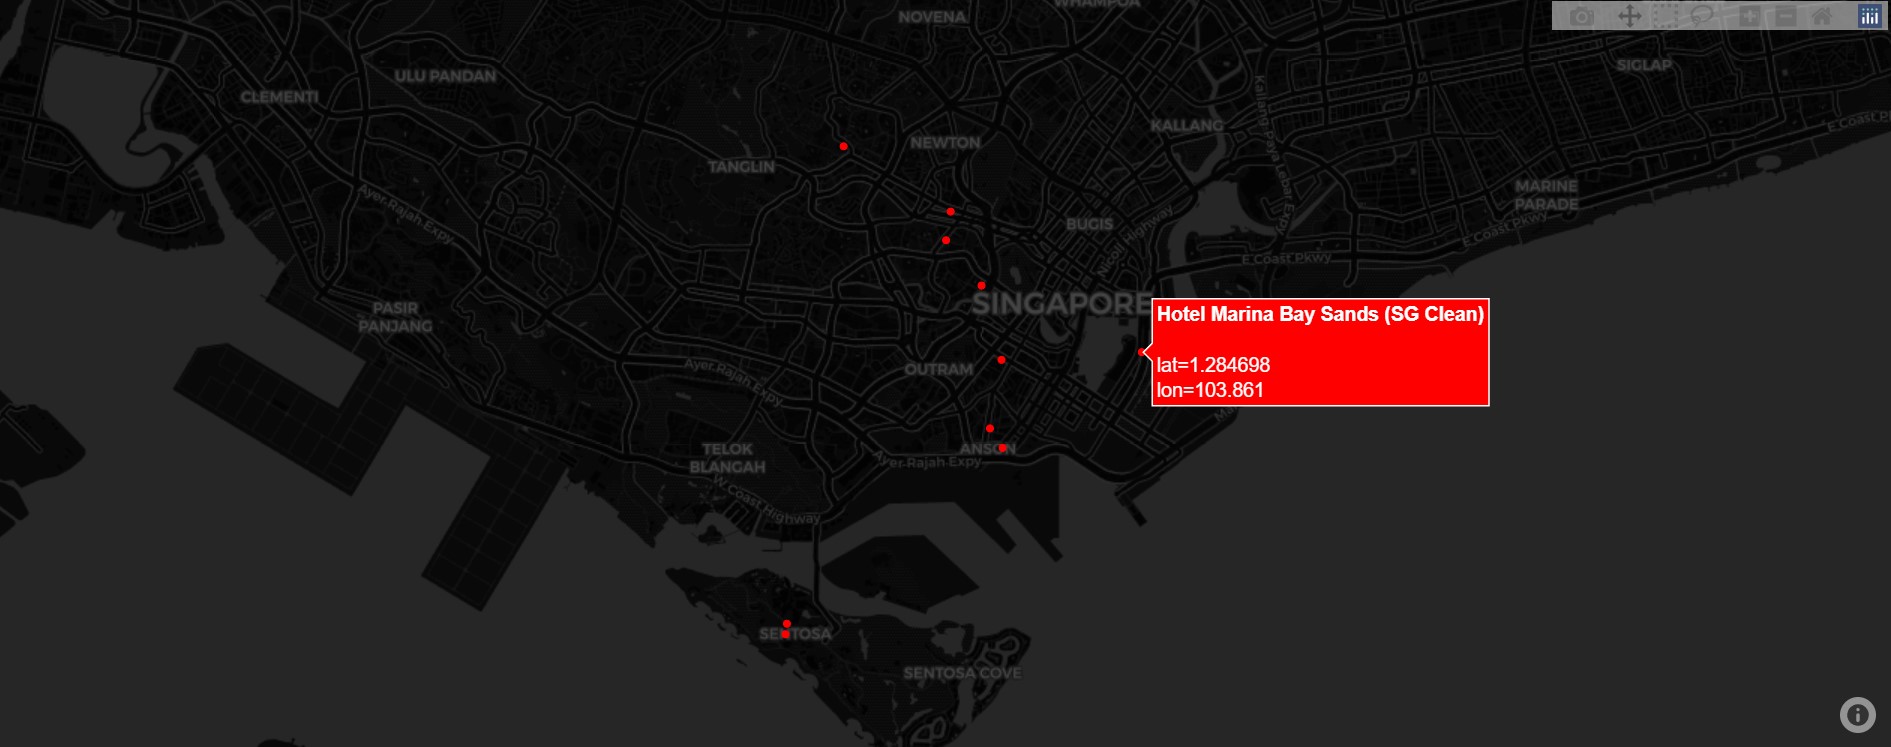 NOVENA
WHAMPOA
ULU PANDAN
SIGLAP
CLEMENTI
KALLANG
E Coast Pk
NEWTON
TANGLIN
Kallang Paya Lebar Expy
MARINE
PARADE
Ayer Rajah Expy
BUGIS
Nicoll Highway
E Coast Pkwy
E Coast Pkwy
SINGAPORE
PASIR
PANJANG
Hotel Marina Bay Sands (SG Clean)
lat=1.284698
lon=103.861
OUTRAM
Ayer Rajah Expy
Ma
TELOK
BLANGAH
ANSON
Ayer Rajah Expy
W Coast Highway
SENTOSA
SENTOSA COVE